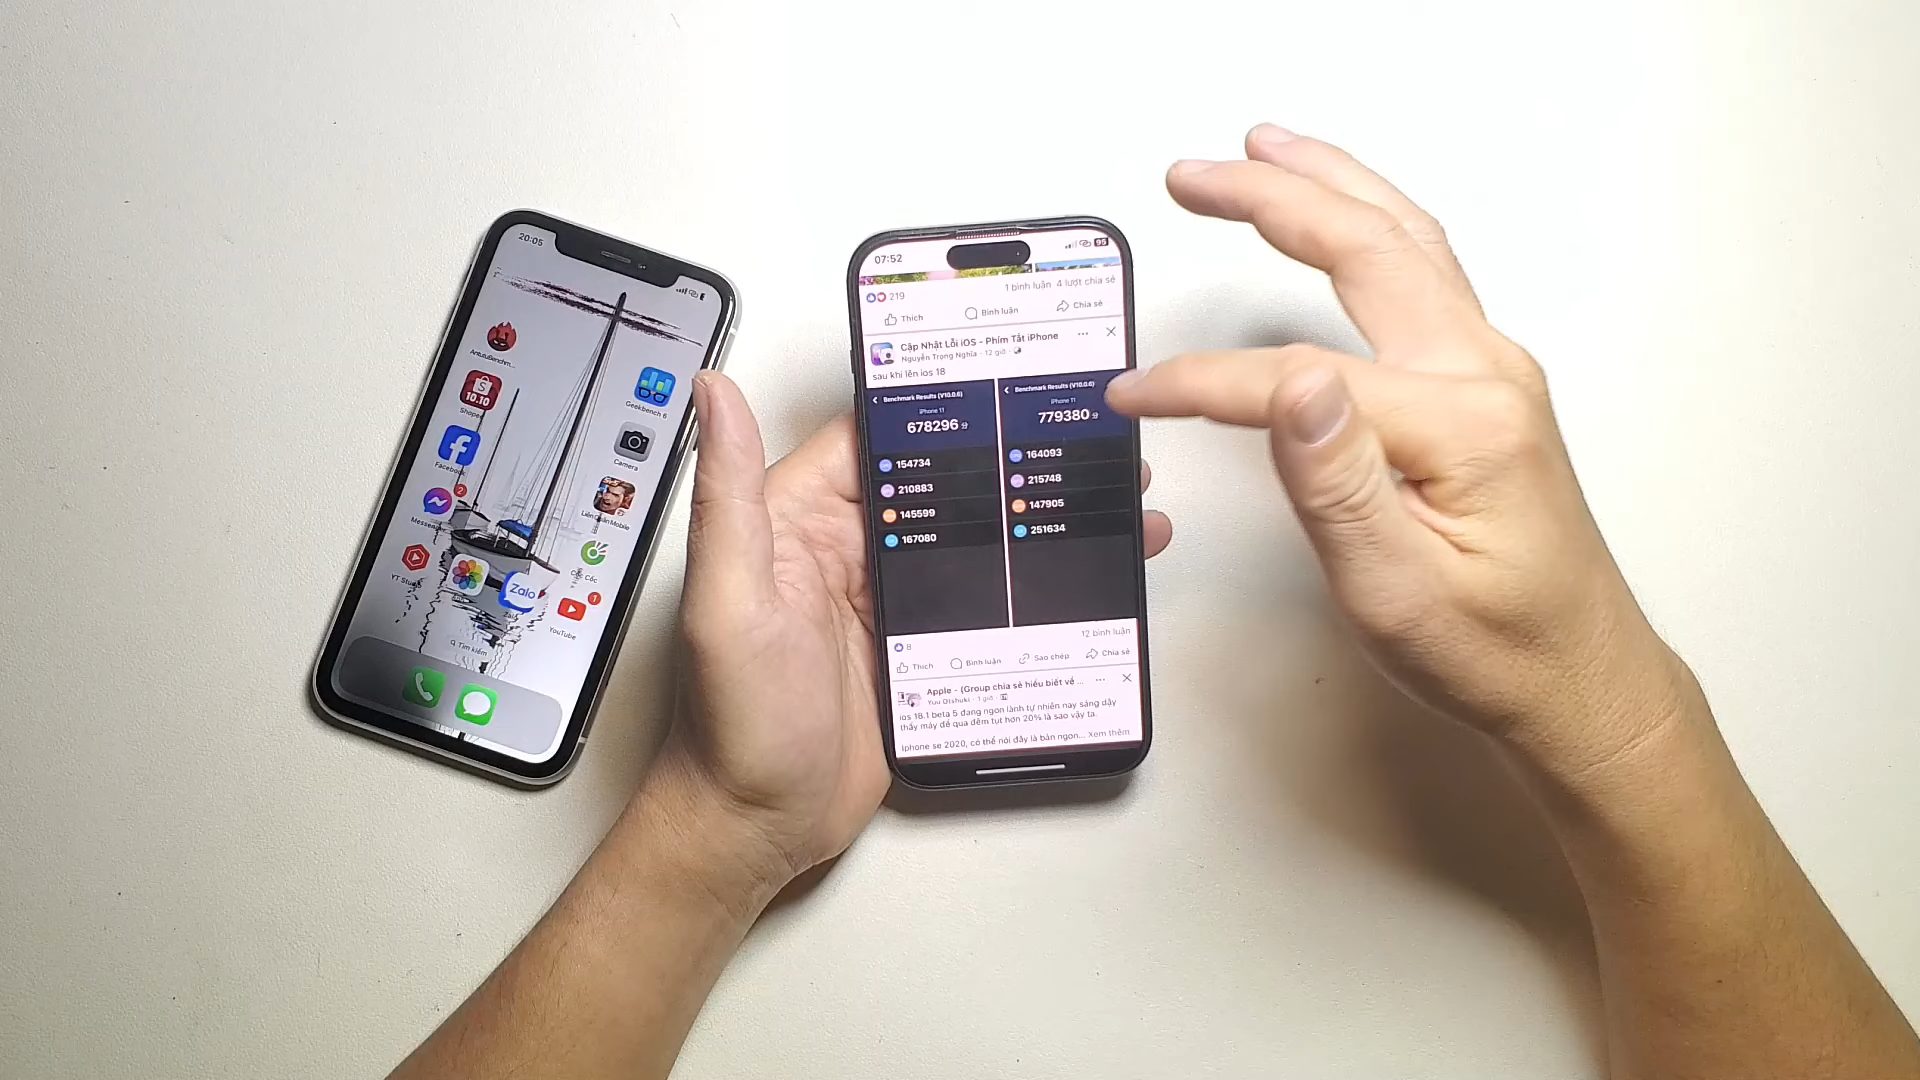 20:05
AntutuBenchm...
10.10
Geekbench 6
Camera
Facebook
2
Liên Quân Mobile
Cốc Cốc
Zalo
1
YouTube
Tìm kiếm
07:52
95
219
1 bình luận 4 lượt chia sẻ
Thích
Bình luận
Chia sẻ
Cập Nhật Lỗi iOS - Phím Tắt iPhone
Nguyễn Trọng Nghĩa · 12 giờ
sau khi lên ios 18
Benchmark Results (V10.0.6)
iPhone 11
678296 分
154734
210883
145599
167080
Benchmark Results (V10.0.6)
iPhone 11
779380 分
164093
215748
147905
251634
8
12 bình luận
Thích
Bình luận
Sao chép
Chia sẻ
Apple - (Group chia sẻ hiểu biết về ...
Yuu Otshuki · 1 giờ
ios 18.1 beta 5 đang ngon lành tự nhiên nay sáng dậy
thấy máy để qua đêm tụt hơn 20% là sao vậy ta.
Iphone se 2020, có thể nói đây là bản ngon... Xem thêm